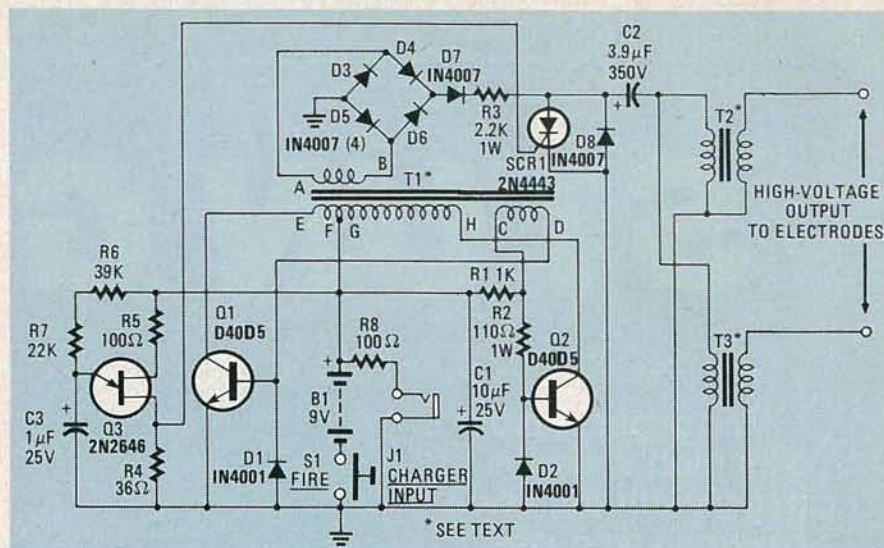 D4
D3
D7
IN4007
C2
3.9μF
350V
+
T2*
D5
D6
IN4007 (4)
R3
2.2K
1W
SCR1
2N4443
D8
IN4007
B
A
T1*
E
F
G
H
C
D
HIGH-VOLTAGE
OUTPUT
TO ELECTRODES
R6
39K
R1 1K
R7
22K
R5
100Ω
Q1
D40D5
R8
100Ω
R2
110Ω
1W
Q2
D40D5
T3*
+
B1
9V
C1
10μF
25V
+
C3
1μF
25V
+
Q3
2N2646
R4
36Ω
D1
IN4001
S1
FIRE
J1
CHARGER
INPUT
D2
IN4001
* SEE TEXT